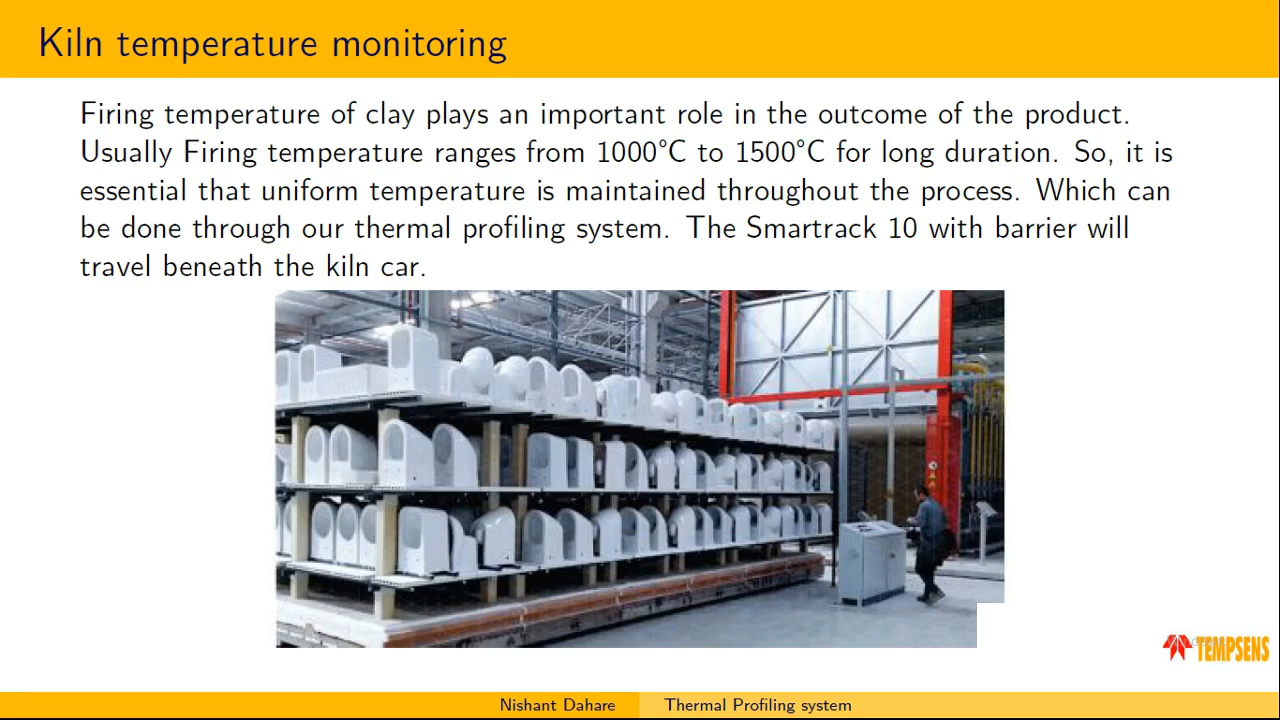 Kiln temperature monitoring
Firing temperature of clay plays an important role in the outcome of the product.
Usually Firing temperature ranges from 1000°C to 1500°C for long duration. So, it is
essential that uniform temperature is maintained throughout the process. Which can
be done through our thermal profiling system. The Smartrack 10 with barrier will
travel beneath the kiln car.
TEMPSENS
Nishant Dahare
Thermal Profiling system